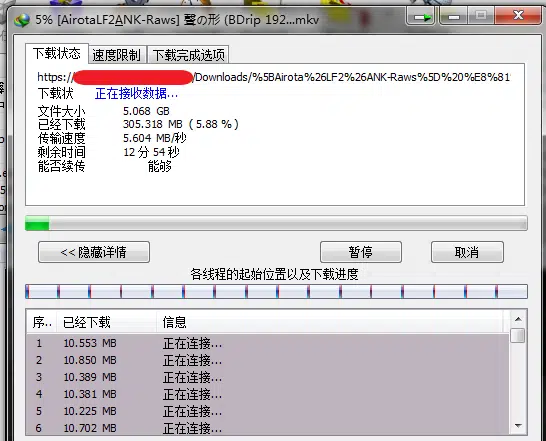 5% [AirotaLF2ANK-Raws] 聲の形 (BDrip 192...mkv
下载状态 速度限制 下载完成选项
https:/ /Downloads/%5BAirota%26LF2%26ANK-Raws%5D%20%E8%81
下载状 正在接收数据...
文件大小 5.068 GB
已经下载 305.318 MB ( 5.88 % )
传输速度 5.604 MB/秒
剩余时间 12 分 54 秒
能否续传 能够
<< 隐藏详情 暂停 取消
各线程的起始位置以及下载进度
序.. 已经下载 信息
1 10.553 MB 正在连接...
2 10.850 MB 正在连接...
3 10.389 MB 正在连接...
4 10.381 MB 正在连接...
5 10.225 MB 正在连接...
6 10.702 MB 正在连接...